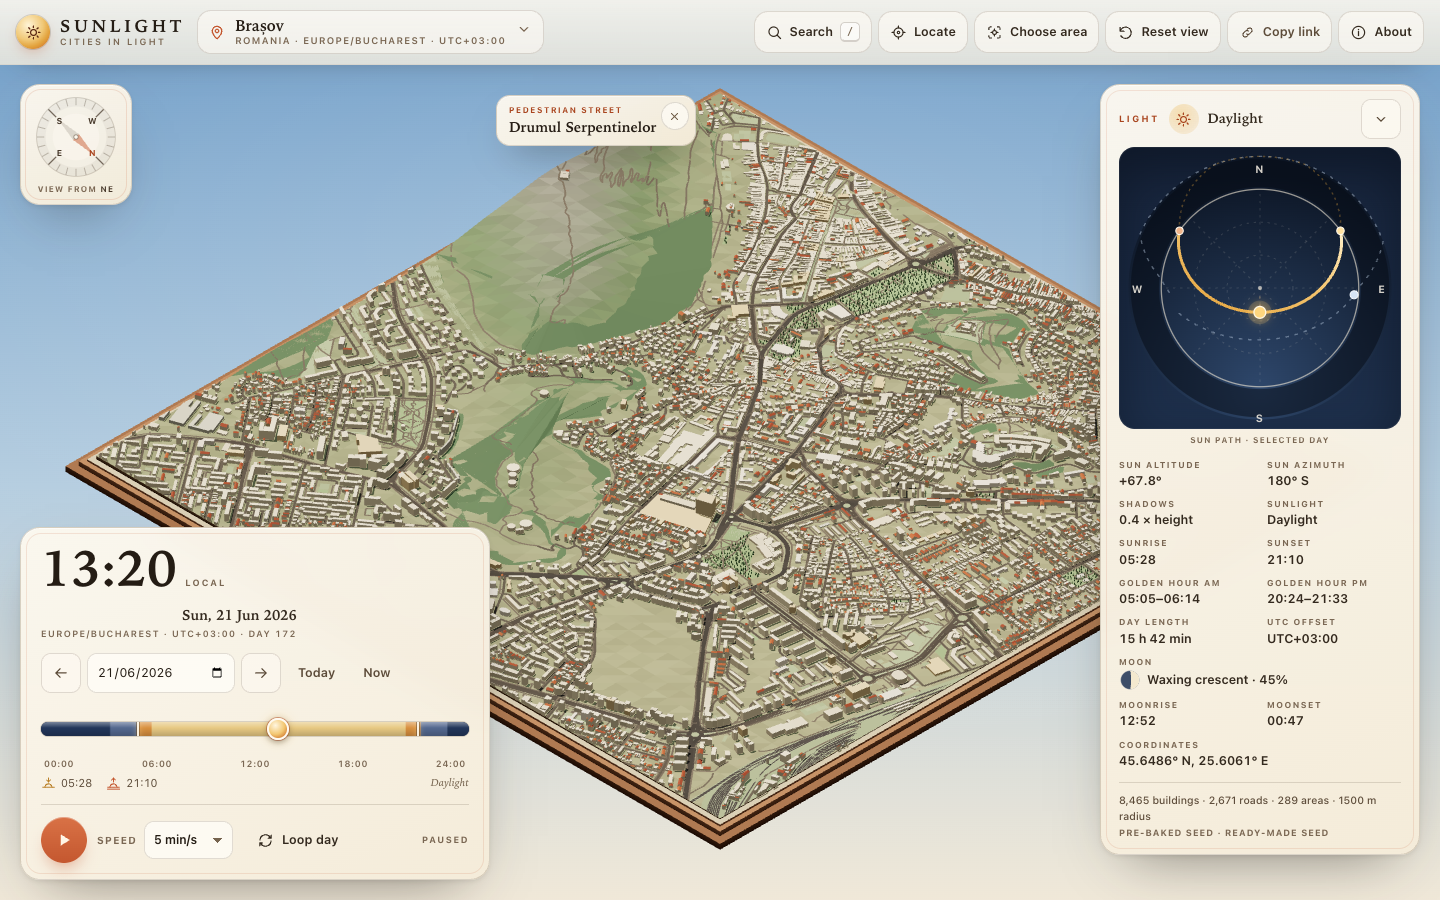 SUNLIGHT
CITIES IN LIGHT
Brașov
ROMÂNIA · EUROPE/BUCHAREST · UTC+03:00
Search /
Locate
Choose area
Reset view
Copy link
About
S W
E N
VIEW FROM NE
PEDESTRIAN STREET
Drumul Serpentinelor
LIGHT Daylight
N
W E
S
SUN PATH · SELECTED DAY
SUN ALTITUDE SUN AZIMUTH
+67.8° 180° S
SHADOWS SUNLIGHT
0.4 × height Daylight
SUNRISE SUNSET
05:28 21:10
GOLDEN HOUR AM GOLDEN HOUR PM
05:05–06:14 20:24–21:33
DAY LENGTH UTC OFFSET
15 h 42 min UTC+03:00
MOON
Waxing crescent · 45%
MOONRISE MOONSET
12:52 00:47
COORDINATES
45.6486° N, 25.6061° E
8,465 buildings · 2,671 roads · 289 areas · 1500 m
radius
PRE-BAKED SEED · READY-MADE SEED
13:20 LOCAL
Sun, 21 Jun 2026
EUROPE/BUCHAREST · UTC+03:00 · DAY 172
21/06/2026
Today
Now
00:00 06:00 12:00 18:00 24:00
05:28 21:10 Daylight
SPEED 5 min/s Loop day PAUSED